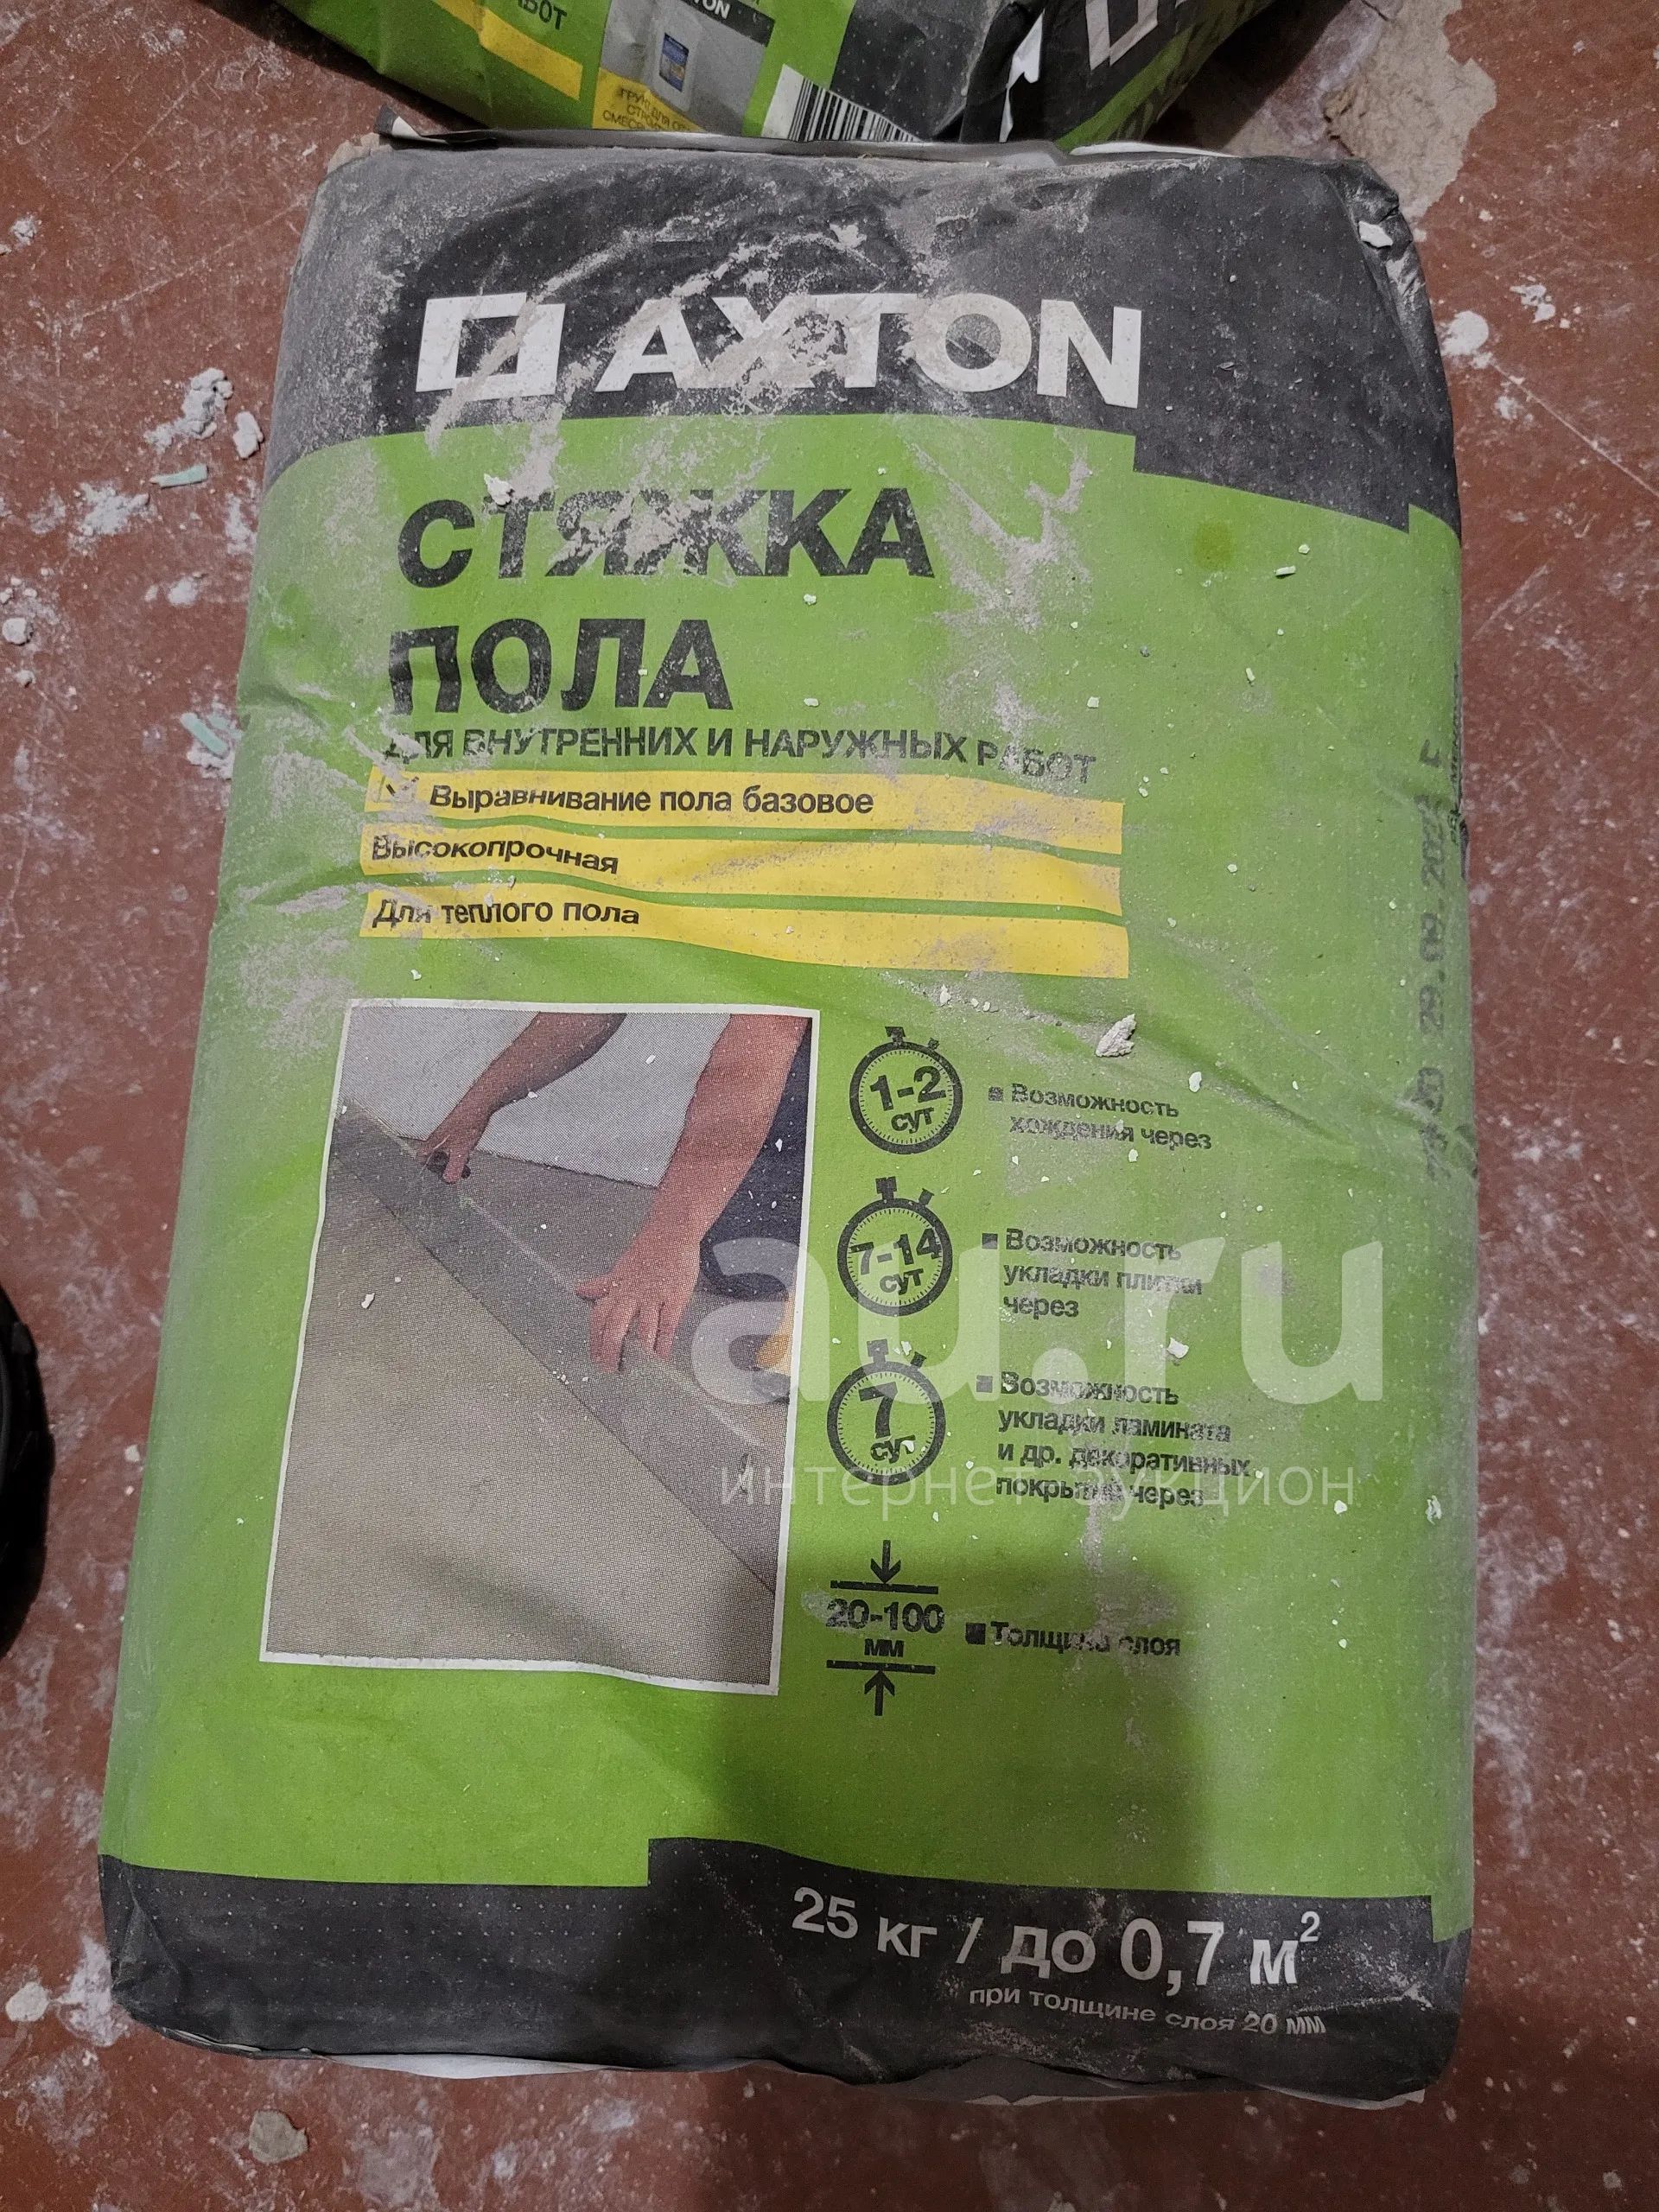 AXTON
СТЯЖКА
ПОЛА
ДЛЯ ВНУТРЕННИХ И НАРУЖНЫХ РАБОТ
Выравнивание пола базовое
Высокопрочная
Для теплого пола
1-2
сут
Возможность
хождения через
7-14
сут
Возможность
укладки плитки
через
7
сут
Возможность
укладки ламината
и др. декоративных
покрытий через
20-100
мм
Толщина слоя
au.ru
интернет-аукцион
25 кг / до 0,7 м²
при толщине слоя 20 мм